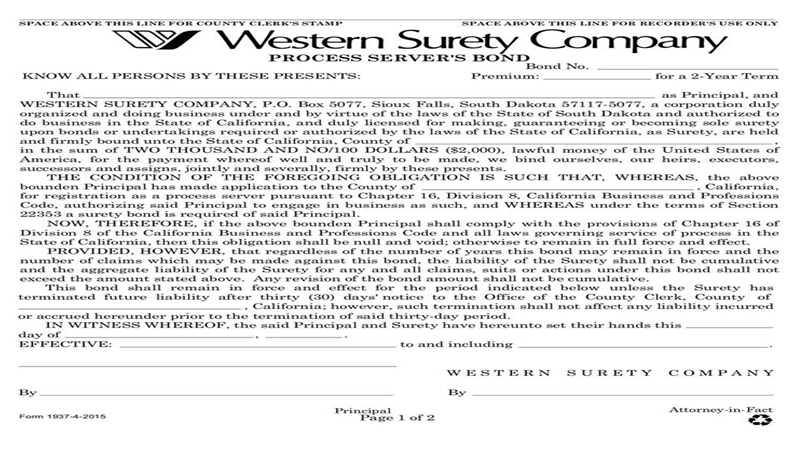 SPACE ABOVE THIS LINE FOR COUNTY CLERK'S STAMP SPACE ABOVE THIS LINE FOR RECORDER'S USE ONLY
Western Surety Company
PROCESS SERVER'S BOND
Bond No.
KNOW ALL PERSONS BY THESE PRESENTS: Premium: for a 2-Year Term
That as Principal, and
WESTERN SURETY COMPANY, P.O. Box 5077, Sioux Falls, South Dakota 57117-5077, a corporation duly
organized and doing business under and by virtue of the laws of the State of South Dakota and authorized to
do business in the State of California, and duly licensed for making, guaranteeing or becoming sole surety
upon bonds or undertakings required or authorized by the laws of the State of California, as Surety, are held
and firmly bound unto the State of California, County of ,
in the sum of TWO THOUSAND AND NO/100 DOLLARS ($2,000), lawful money of the United States of
America, for the payment whereof well and truly to be made, we bind ourselves, our heirs, executors,
successors and assigns, jointly and severally, firmly by these presents.
THE CONDITION OF THE FOREGOING OBLIGATION IS SUCH THAT, WHEREAS, the above
bounden Principal has made application to the County of , California,
for registration as a process server pursuant to Chapter 16, Division 8, California Business and Professions
Code, authorizing said Principal to engage in business as such, and WHEREAS under the terms of Section
22353 a surety bond is required of said Principal.
NOW, THEREFORE, if the above bounden Principal shall comply with the provisions of Chapter 16 of
Division 8 of the California Business and Professions Code and all laws governing service of process in the
State of California, then this obligation shall be null and void; otherwise to remain in full force and effect.
PROVIDED, HOWEVER, that regardless of the number of years this bond may remain in force and the
number of claims which may be made against this bond, the liability of the Surety shall not be cumulative
and the aggregate liability of the Surety for any and all claims, suits or actions under this bond shall not
exceed the amount stated above. Any revision of the bond amount shall not be cumulative.
This bond shall remain in force and effect for the period indicated below unless the Surety has
terminated future liability after thirty (30) days' notice to the Office of the County Clerk, County of
, California; however, such termination shall not affect any liability incurred
or accrued hereunder prior to the termination of said thirty-day period.
IN WITNESS WHEREOF, the said Principal and Surety have hereunto set their hands this
day of , .
EFFECTIVE: to and including .
WESTERN SURETY COMPANY
By By
Principal Attorney-in-Fact
Form 1937-4-2015 Page 1 of 2